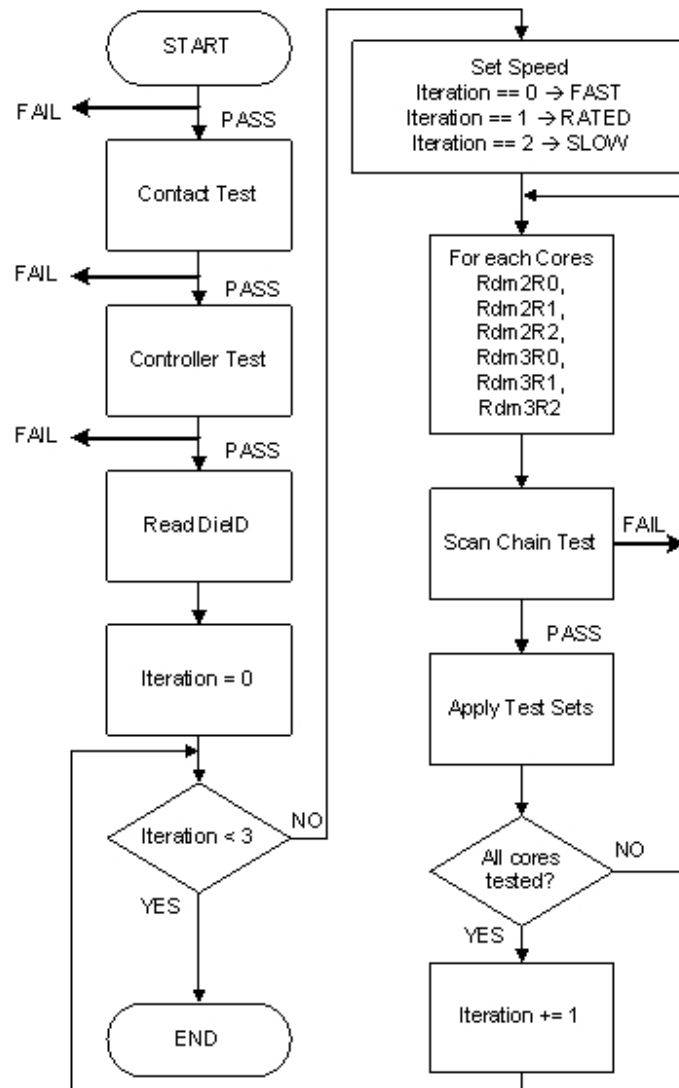 START
FAIL
PASS
Contact Test
FAIL
PASS
Controller Test
FAIL
PASS
Read DieID
Iteration = 0
Iteration < 3
NO
YES
END
Set Speed
Iteration == 0 → FAST
Iteration == 1 → RATED
Iteration == 2 → SLOW
For each Cores
Rdm2R0,
Rdm2R1,
Rdm2R2,
Rdm3R0,
Rdm3R1,
Rdm3R2
Scan Chain Test
FAIL
PASS
Apply Test Sets
All cores
tested?
NO
YES
Iteration += 1